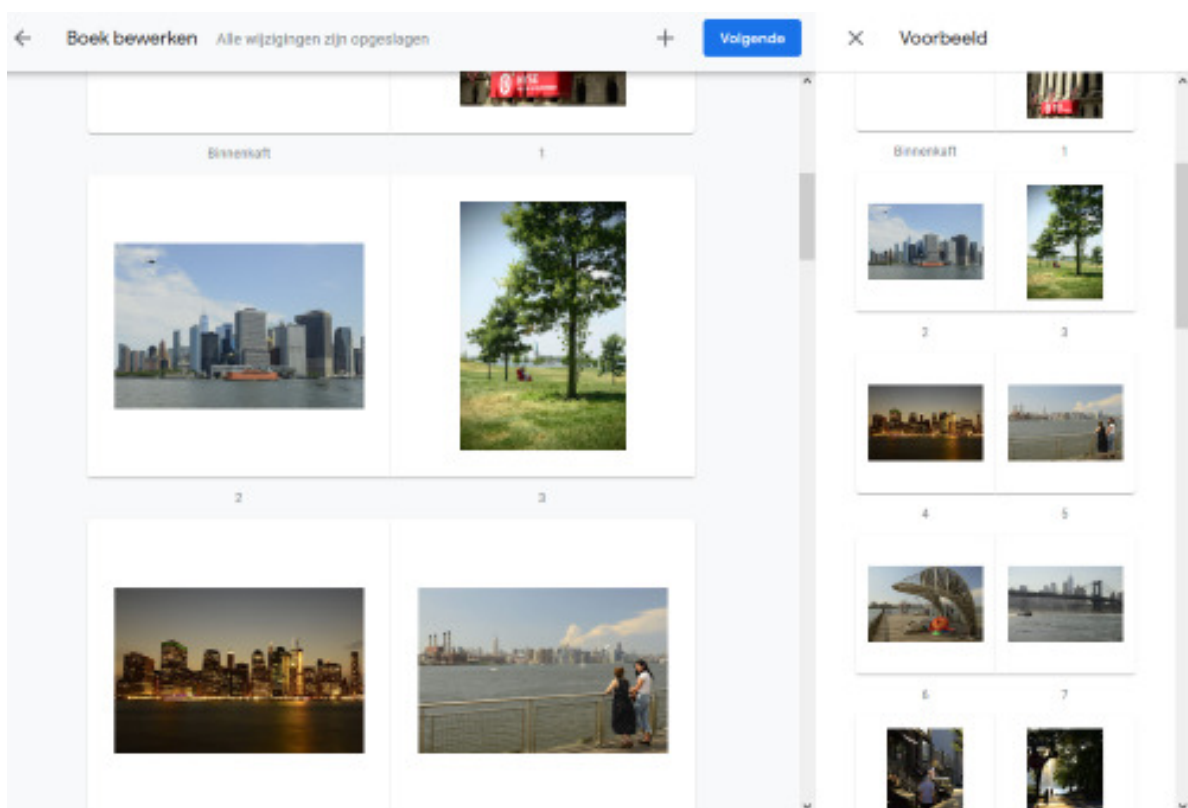 Boek bewerken Alle wijzigingen zijn opgeslagen
Volgende
Voorbeeld
NYSE
Binnenkaft 1
2 3
Binnenkaft 1
2 3
4 5
6 7